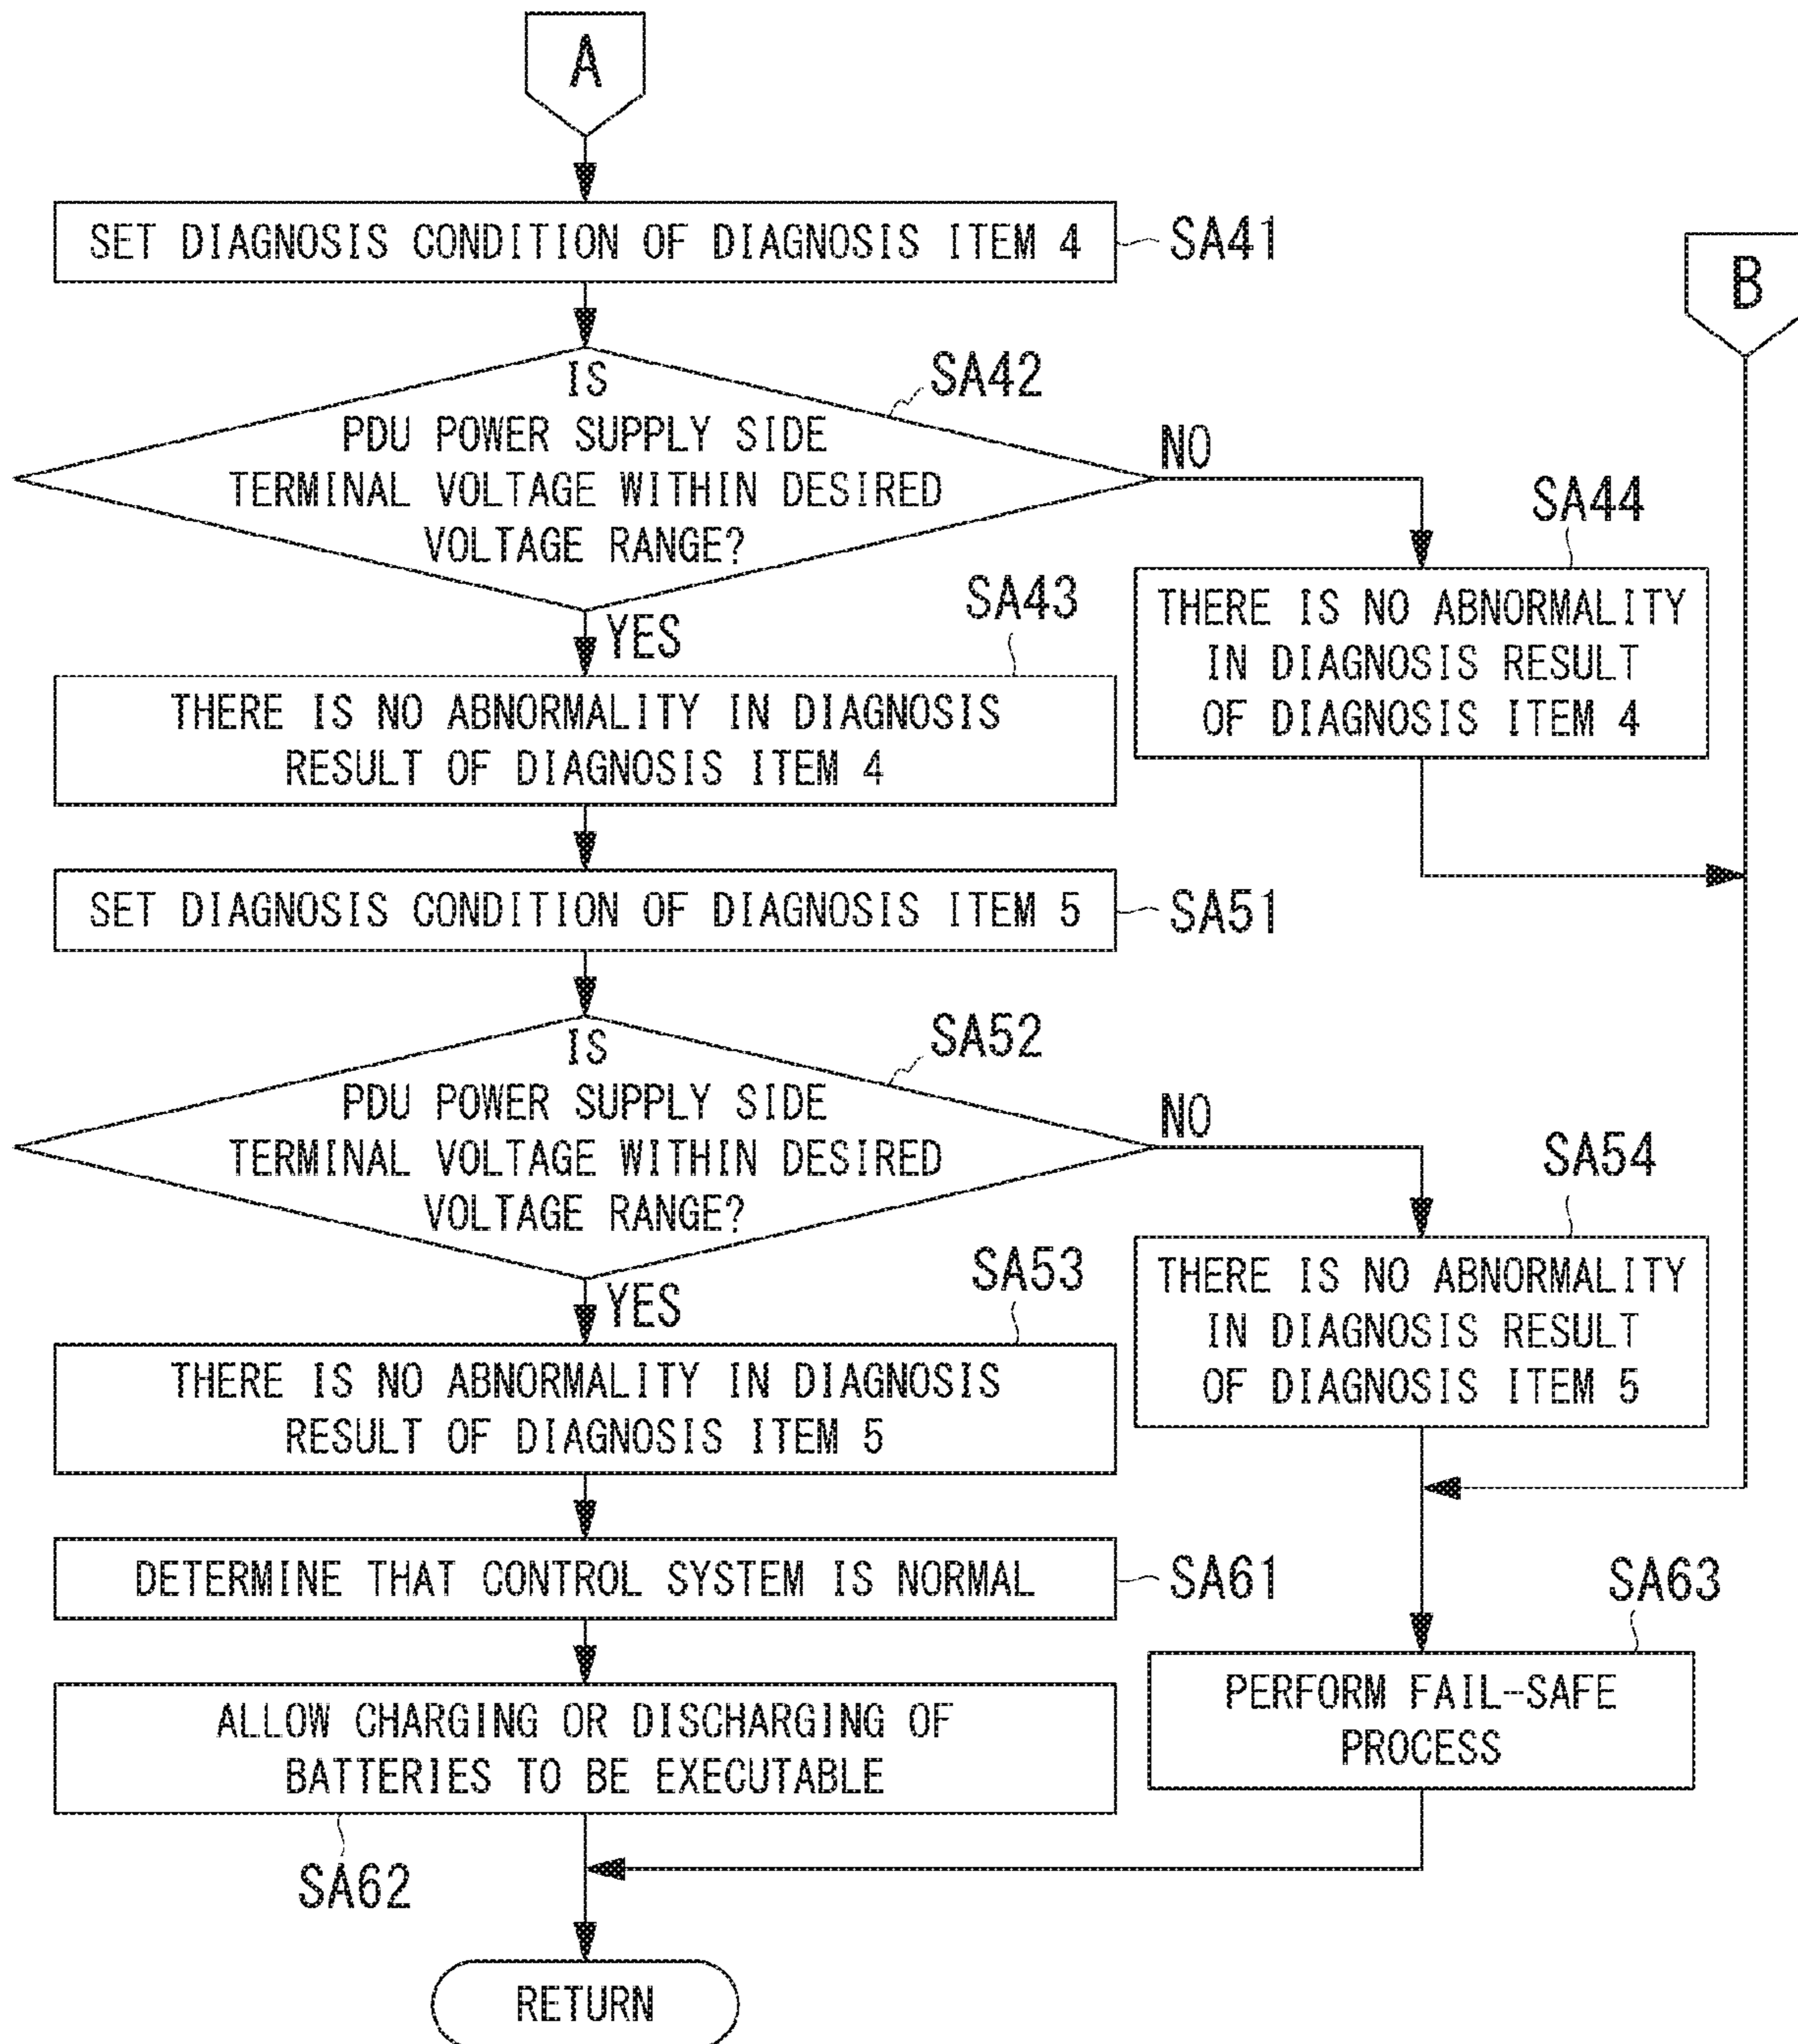 A
SET DIAGNOSIS CONDITION OF DIAGNOSIS ITEM 4
SA41
B
IS
PDU POWER SUPPLY SIDE
TERMINAL VOLTAGE WITHIN DESIRED
VOLTAGE RANGE?
SA42
NO
YES
SA44
THERE IS NO ABNORMALITY
IN DIAGNOSIS RESULT
OF DIAGNOSIS ITEM 4
SA43
THERE IS NO ABNORMALITY IN DIAGNOSIS
RESULT OF DIAGNOSIS ITEM 4
SET DIAGNOSIS CONDITION OF DIAGNOSIS ITEM 5
SA51
IS
PDU POWER SUPPLY SIDE
TERMINAL VOLTAGE WITHIN DESIRED
VOLTAGE RANGE?
SA52
NO
YES
SA54
THERE IS NO ABNORMALITY
IN DIAGNOSIS RESULT
OF DIAGNOSIS ITEM 5
SA53
THERE IS NO ABNORMALITY IN DIAGNOSIS
RESULT OF DIAGNOSIS ITEM 5
DETERMINE THAT CONTROL SYSTEM IS NORMAL
SA61
SA63
PERFORM FAIL-SAFE
PROCESS
ALLOW CHARGING OR DISCHARGING OF
BATTERIES TO BE EXECUTABLE
SA62
RETURN